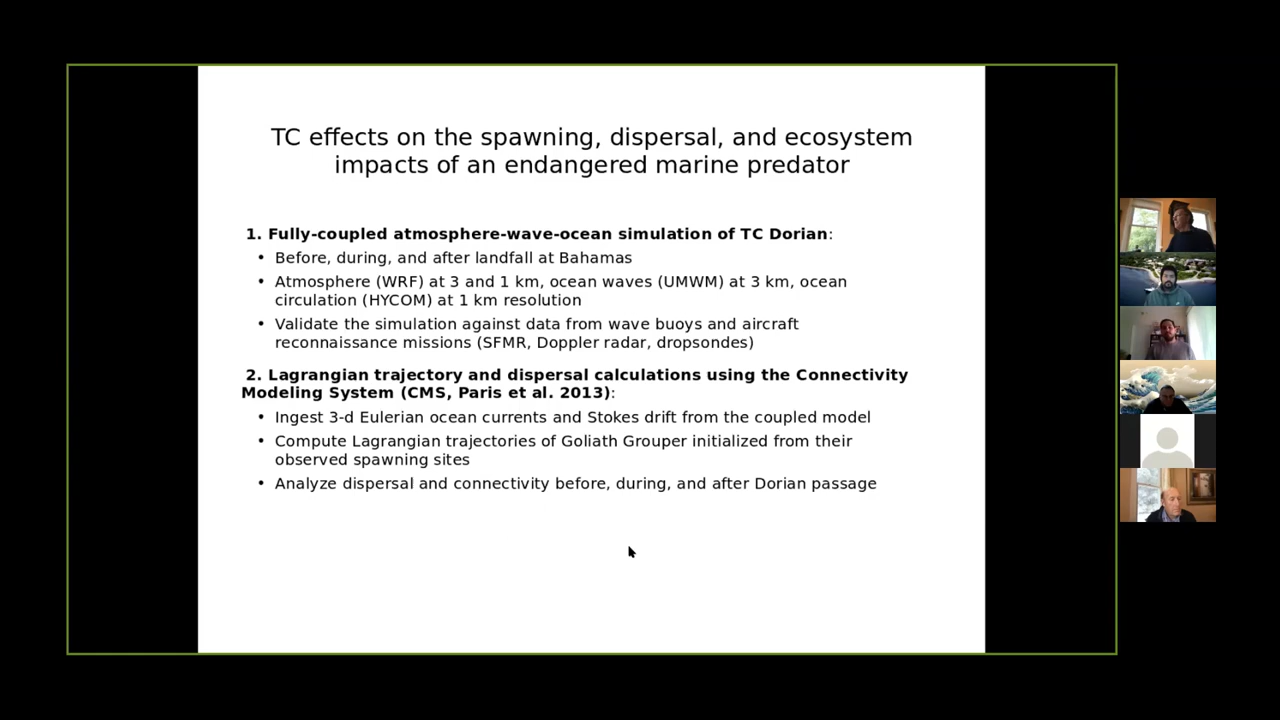 TC effects on the spawning, dispersal, and ecosystem
impacts of an endangered marine predator
1. Fully-coupled atmosphere-wave-ocean simulation of TC Dorian:
• Before, during, and after landfall at Bahamas
• Atmosphere (WRF) at 3 and 1 km, ocean waves (UMWM) at 3 km, ocean
circulation (HYCOM) at 1 km resolution
• Validate the simulation against data from wave buoys and aircraft
reconnaissance missions (SFMR, Doppler radar, dropsondes)
2. Lagrangian trajectory and dispersal calculations using the Connectivity
Modeling System (CMS, Paris et al. 2013):
• Ingest 3-d Eulerian ocean currents and Stokes drift from the coupled model
• Compute Lagrangian trajectories of Goliath Grouper initialized from their
observed spawning sites
• Analyze dispersal and connectivity before, during, and after Dorian passage